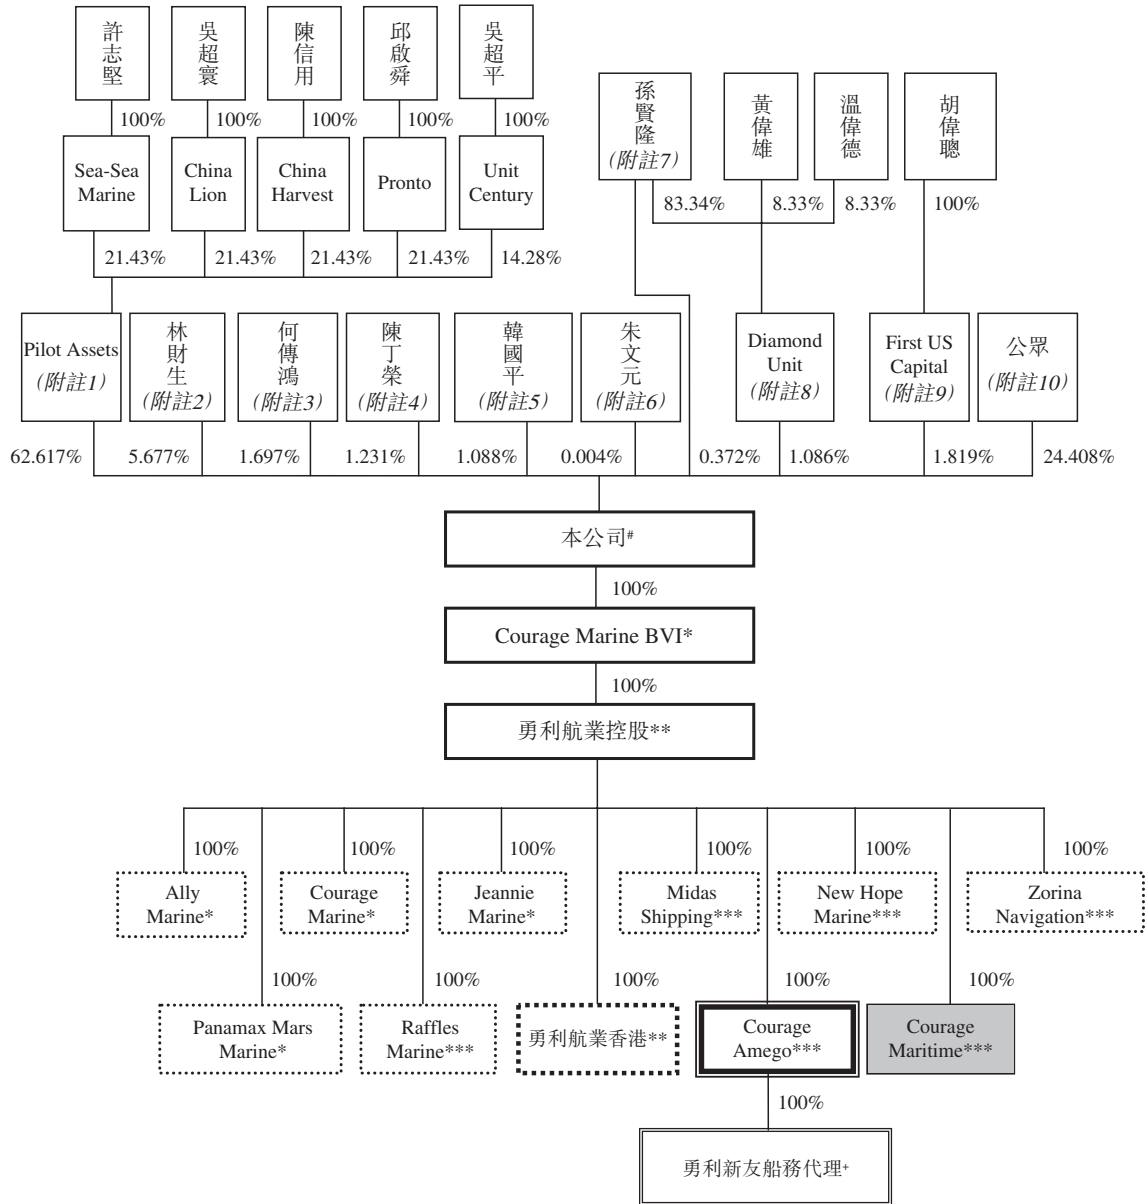 許志堅
吳超寰
陳信用
邱啟舜
吳超平
100%
100%
100%
100%
100%
孫賢隆
(附註7)
黃偉雄
溫偉德
胡偉聰
Sea-Sea
Marine
China
Lion
China
Harvest
Pronto
Unit
Century
83.34%
8.33%
8.33%
100%
21.43%
21.43%
21.43%
21.43%
14.28%
Pilot Assets
(附註1)
林財生
(附註2)
何傳鴻
(附註3)
陳丁榮
(附註4)
韓國平
(附註5)
朱文元
(附註6)
Diamond
Unit
(附註8)
First US
Capital
(附註9)
公眾
(附註10)
62.617%
5.677%
1.697%
1.231%
1.088%
0.004%
0.372%
1.086%
1.819%
24.408%
本公司#
100%
Courage Marine BVI*
100%
勇利航業控股**
100%
100%
100%
100%
100%
100%
Ally
Marine*
Courage
Marine*
Jeannie
Marine*
Midas
Shipping***
New Hope
Marine***
Zorina
Navigation***
100%
100%
100%
100%
100%
Panamax Mars
Marine*
Raffles
Marine***
勇利航業香港**
Courage
Amego***
Courage
Maritime***
100%
勇利新友船務代理+